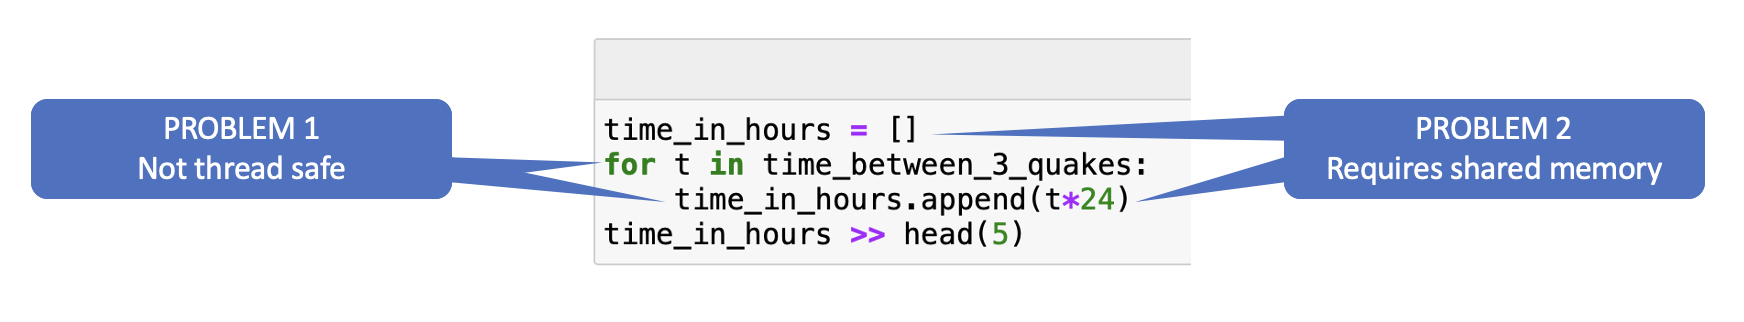 PROBLEM 1
Not thread safe
time_in_hours = []
for t in time_between_3_quakes:
    time_in_hours.append(t*24)
time_in_hours >> head(5)
PROBLEM 2
Requires shared memory